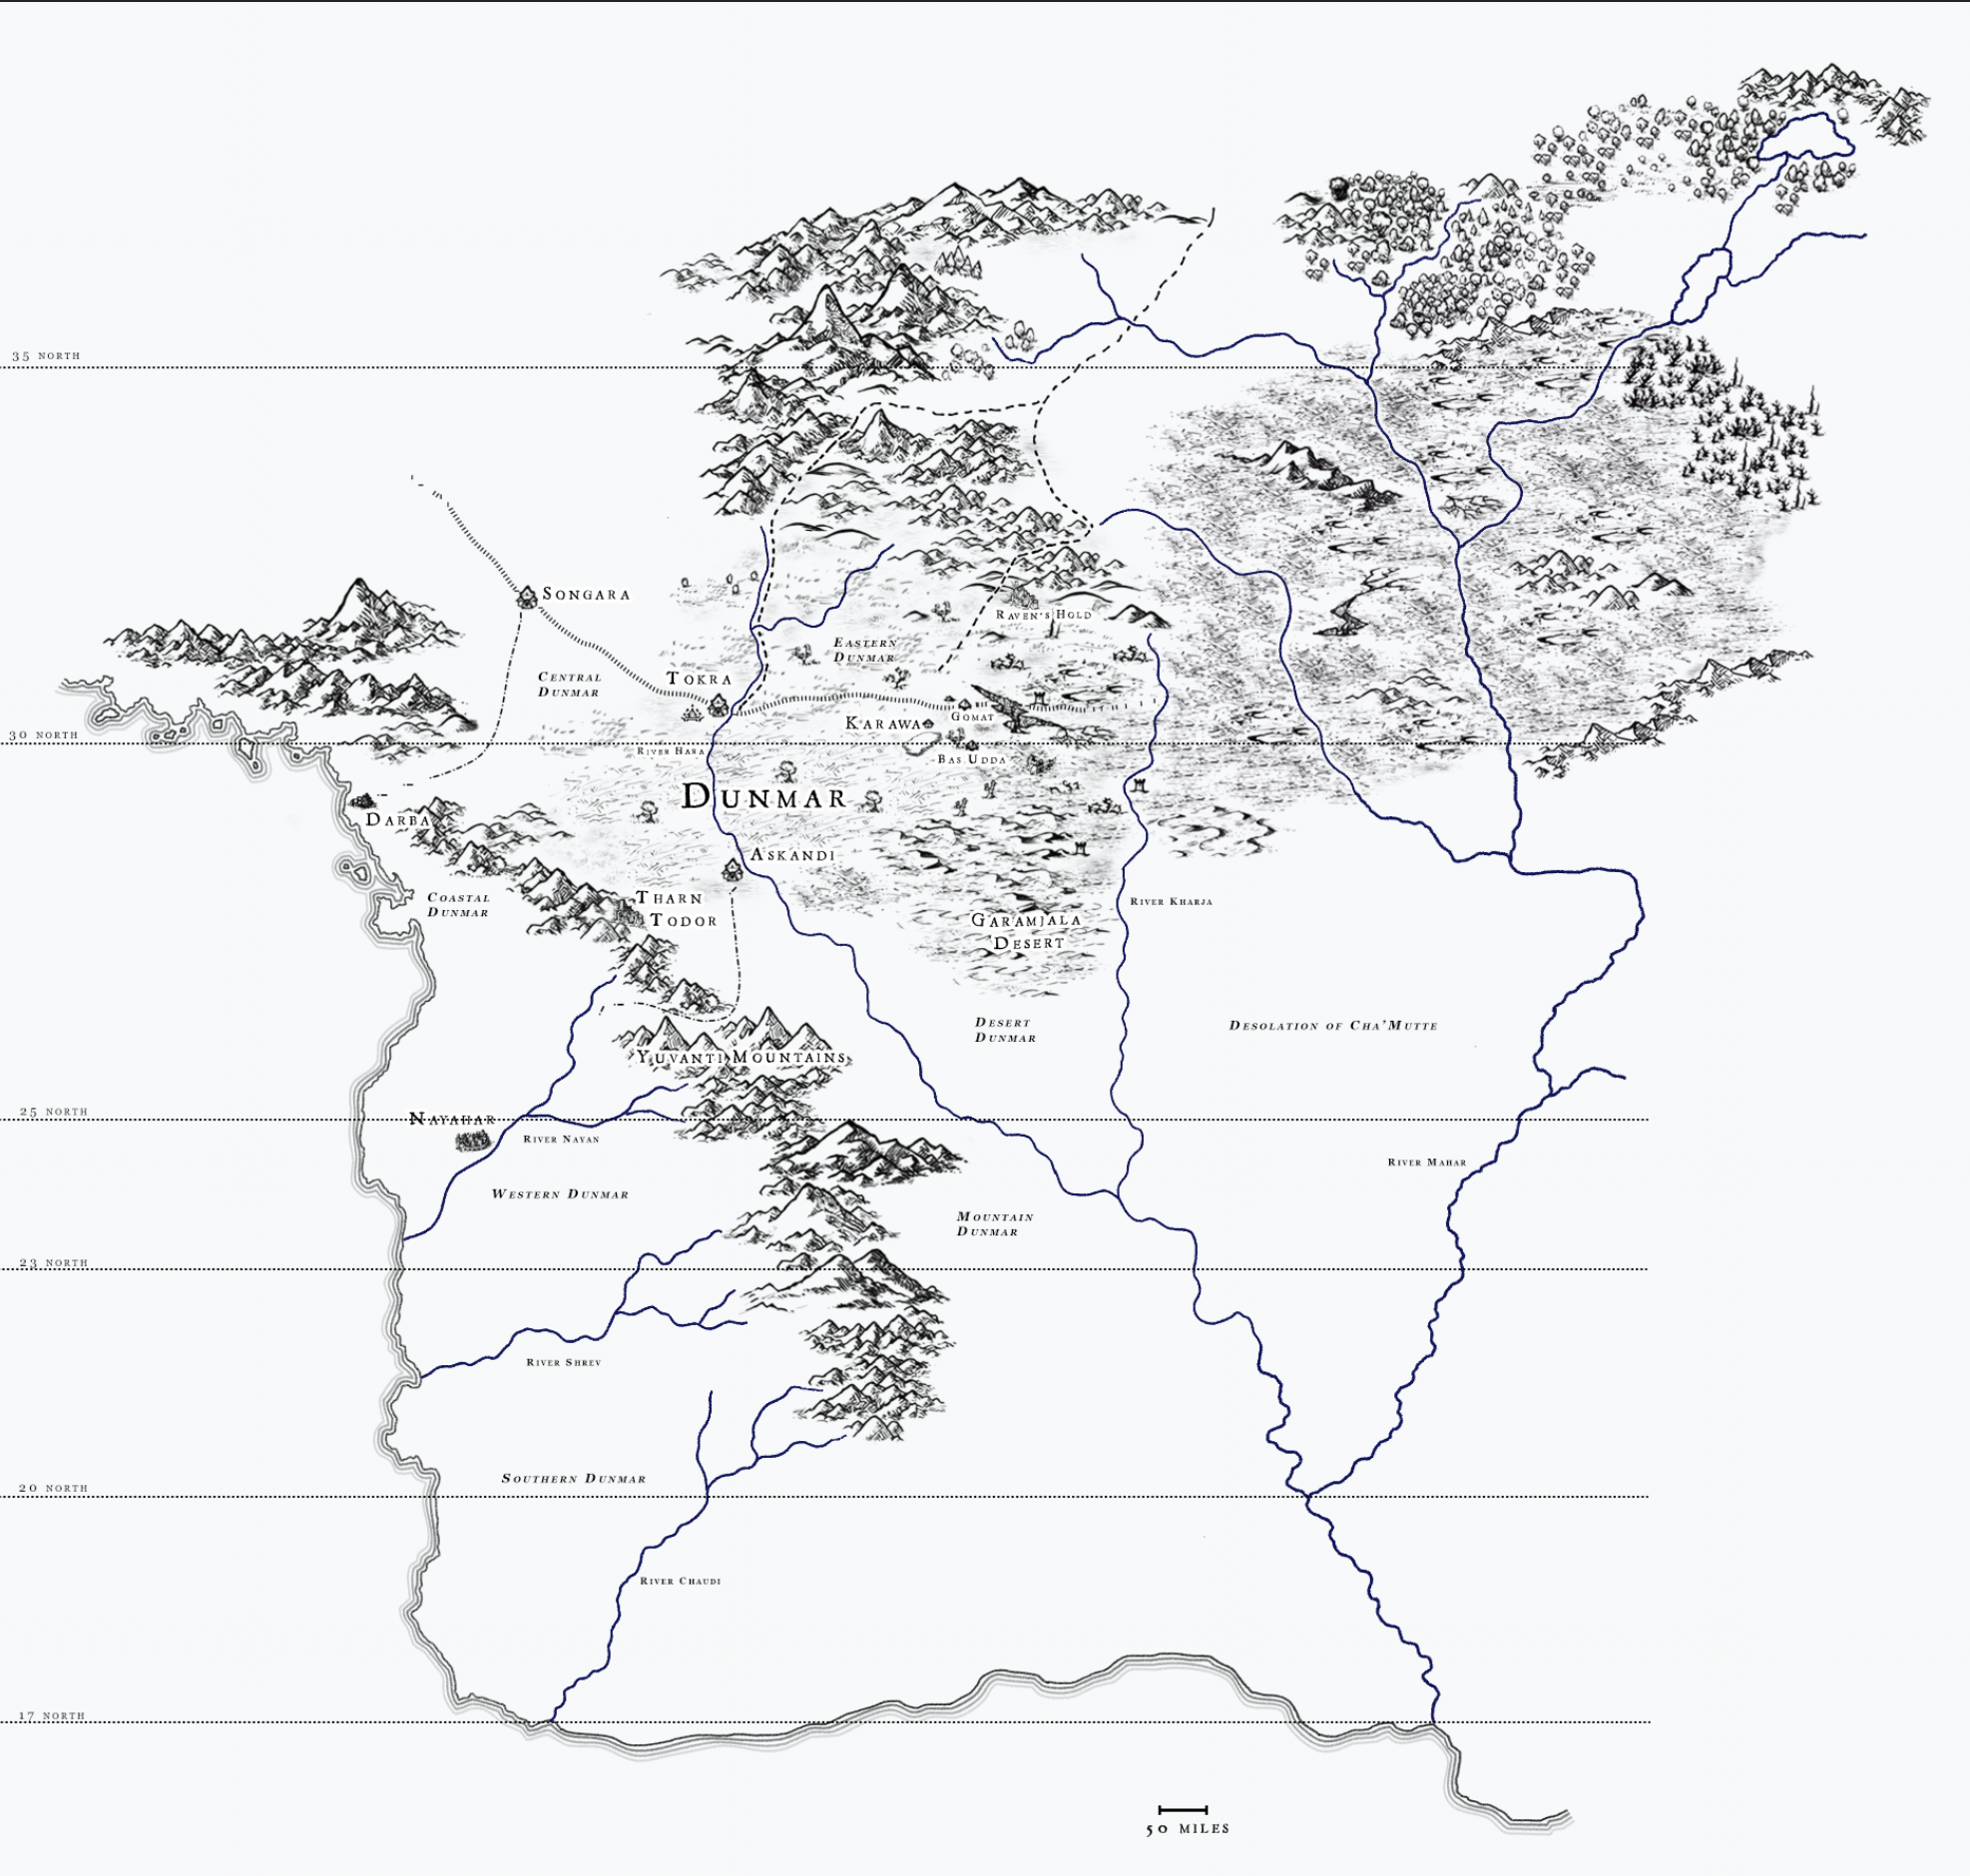 35 NORTH
SONGARA
RAVEN'S HOLD
EASTERN
DUNMAR
CENTRAL
DUNMAR
TOKRA
GOMAT
KARAWA
30 NORTH
RIVER HARA
BAS UDDA
DUNMAR
DARBA
ASKANDI
COASTAL
DUNMAR
THARN
TODOR
RIVER KHARJA
GARAMJALA
DESERT
DESERT
DUNMAR
DESOLATION OF CHA'MUTTE
YUVANTI MOUNTAINS
25 NORTH
NAYAHAR
RIVER NAYAN
RIVER MAHAR
WESTERN DUNMAR
MOUNTAIN
DUNMAR
23 NORTH
RIVER SHREV
SOUTHERN DUNMAR
20 NORTH
RIVER CHAUDI
17 NORTH
50 MILES